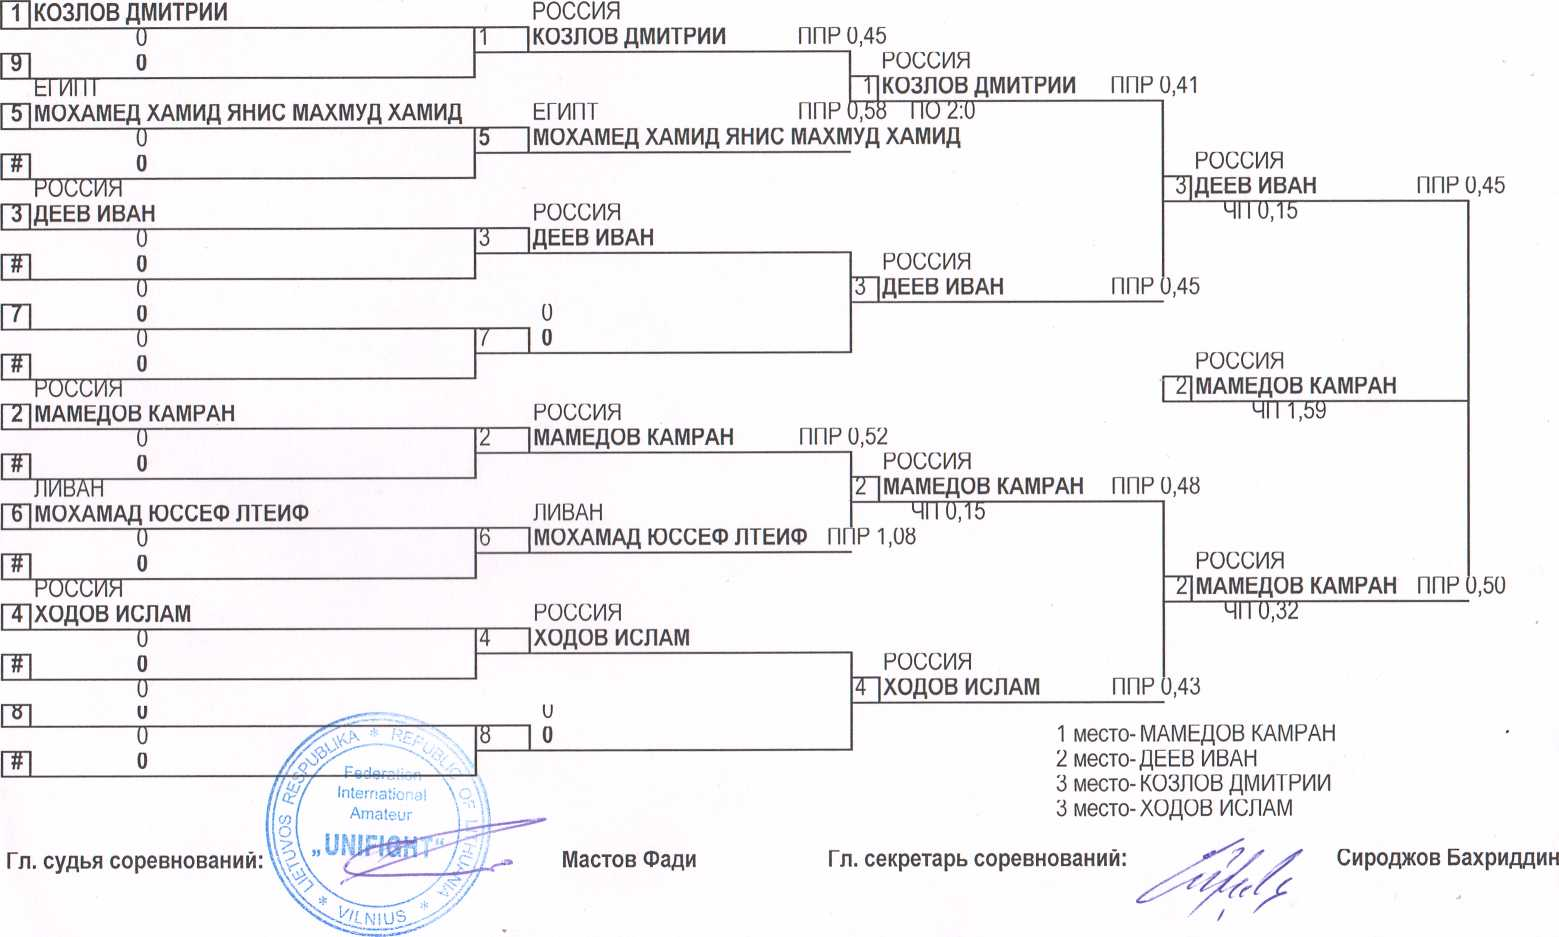 1 КОЗЛОВ ДМИТРИИ
0
9 0
ЕГИПТ
5 МОХАМЕД ХАМИД ЯНИС МАХМУД ХАМИД
0
# 0
РОССИЯ
3 ДЕЕВ ИВАН
0
# 0
0
7 0
0
# 0
РОССИЯ
2 МАМЕДОВ КАМРАН
0
# 0
ЛИВАН
6 МОХАМАД ЮССЕФ ЛТЕИФ
0
# 0
РОССИЯ
4 ХОДОВ ИСЛАМ
0
# 0
0
8 0
0
# 0
РОССИЯ
1 КОЗЛОВ ДМИТРИИ ППР 0,45
ЕГИПТ ППР 0,58 ПО 2:0
5 МОХАМЕД ХАМИД ЯНИС МАХМУД ХАМИД
РОССИЯ
3 ДЕЕВ ИВАН
0
7 0
РОССИЯ
2 МАМЕДОВ КАМРАН ППР 0,52
ЛИВАН
6 МОХАМАД ЮССЕФ ЛТЕИФ ППР 1,08
РОССИЯ
4 ХОДОВ ИСЛАМ
0
8 0
РОССИЯ
1 КОЗЛОВ ДМИТРИИ ППР 0,41
РОССИЯ
3 ДЕЕВ ИВАН ППР 0,45
РОССИЯ
2 МАМЕДОВ КАМРАН ППР 0,48
ЧП 0,15
РОССИЯ
4 ХОДОВ ИСЛАМ ППР 0,43
РОССИЯ
3 ДЕЕВ ИВАН ППР 0,45
ЧП 0,15
РОССИЯ
2 МАМЕДОВ КАМРАН
ЧП 1,59
РОССИЯ
2 МАМЕДОВ КАМРАН ППР 0,50
ЧП 0,32
1 место- МАМЕДОВ КАМРАН
2 место- ДЕЕВ ИВАН
3 место- КОЗЛОВ ДМИТРИИ
3 место- ХОДОВ ИСЛАМ
LIETUVOS RESPUBLIKA * REPUBLIC OF LITHUANIA * VILNIUS *
Federation
International
Amateur
„UNIFIGHT“
Гл. судья соревнований: Мастов Фади Гл. секретарь соревнований: Сироджов Бахриддин